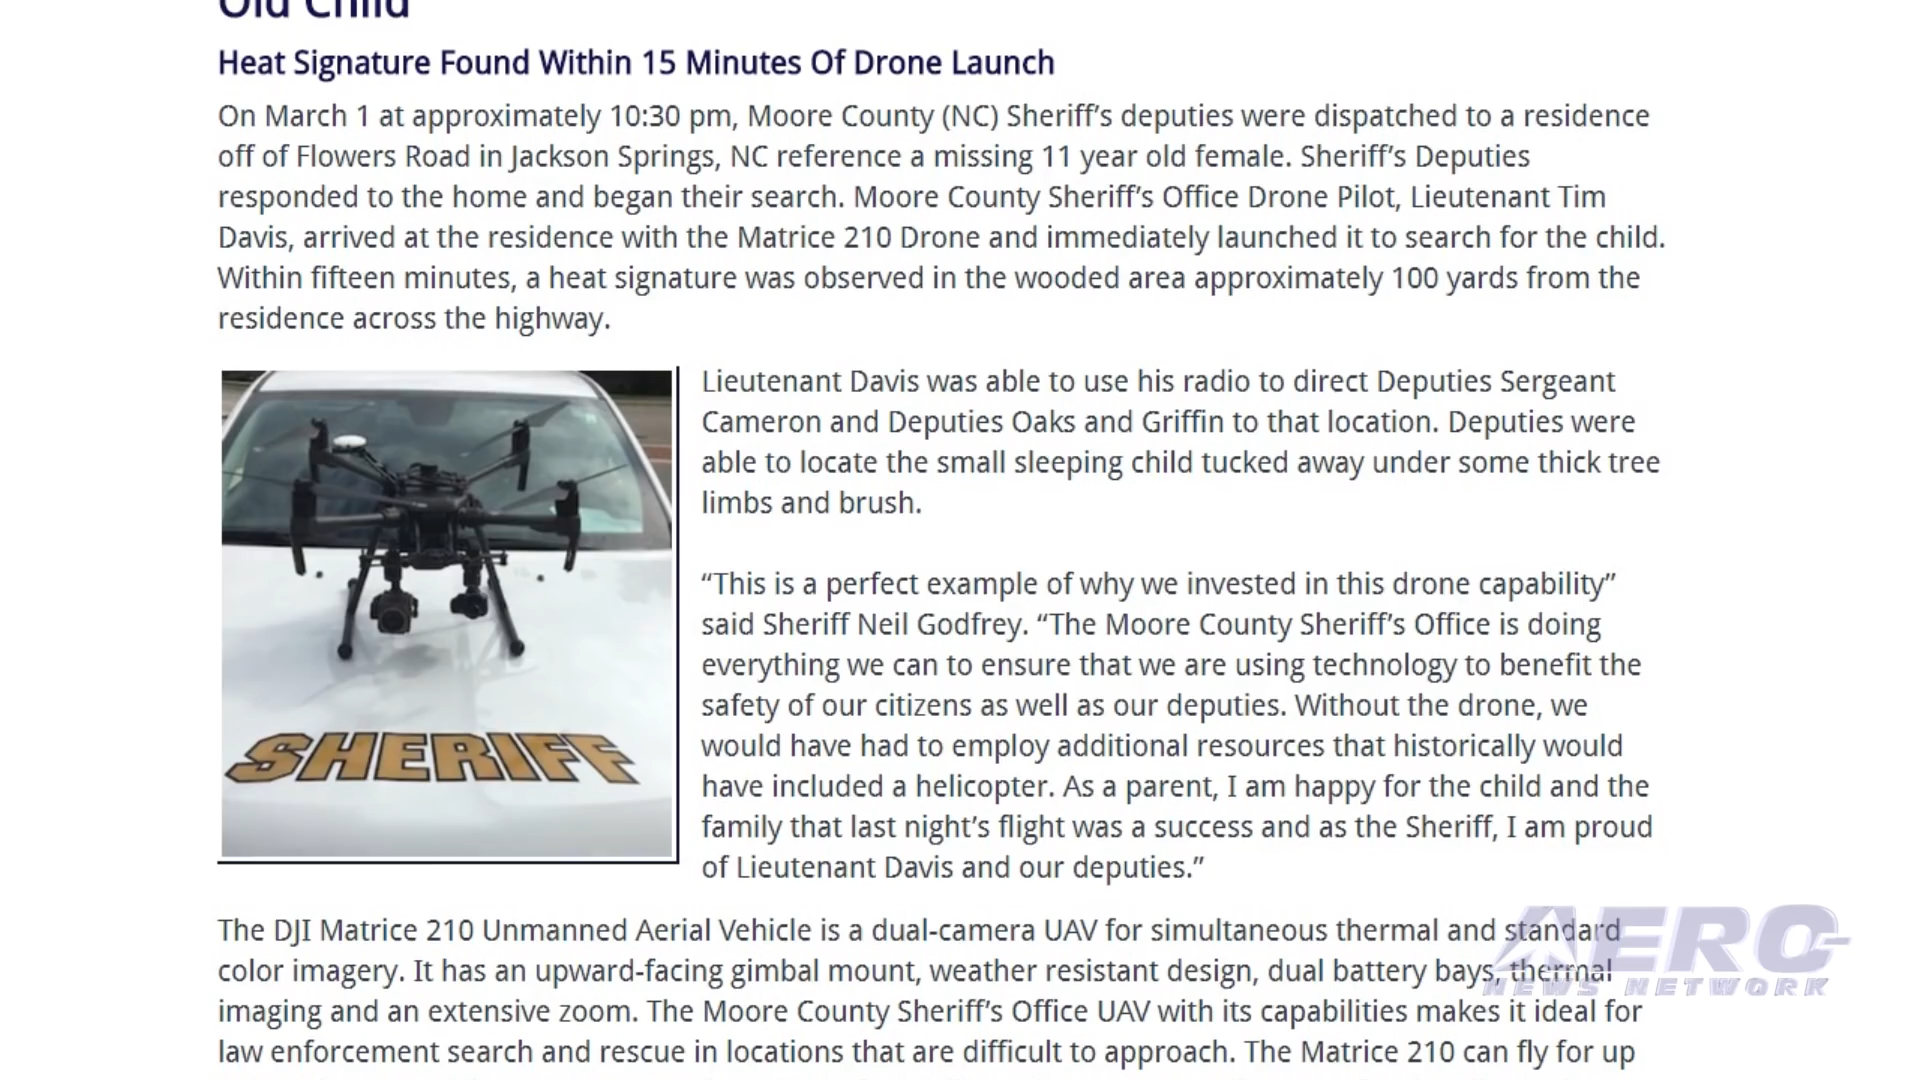 Old Child
Heat Signature Found Within 15 Minutes Of Drone Launch
On March 1 at approximately 10:30 pm, Moore County (NC) Sheriff’s deputies were dispatched to a residence
off of Flowers Road in Jackson Springs, NC reference a missing 11 year old female. Sheriff’s Deputies
responded to the home and began their search. Moore County Sheriff’s Office Drone Pilot, Lieutenant Tim
Davis, arrived at the residence with the Matrice 210 Drone and immediately launched it to search for the child.
Within fifteen minutes, a heat signature was observed in the wooded area approximately 100 yards from the
residence across the highway.
Lieutenant Davis was able to use his radio to direct Deputies Sergeant
Cameron and Deputies Oaks and Griffin to that location. Deputies were
able to locate the small sleeping child tucked away under some thick tree
limbs and brush.
“This is a perfect example of why we invested in this drone capability”
said Sheriff Neil Godfrey. “The Moore County Sheriff’s Office is doing
everything we can to ensure that we are using technology to benefit the
safety of our citizens as well as our deputies. Without the drone, we
would have had to employ additional resources that historically would
have included a helicopter. As a parent, I am happy for the child and the
family that last night’s flight was a success and as the Sheriff, I am proud
of Lieutenant Davis and our deputies.”
SHERIFF
The DJI Matrice 210 Unmanned Aerial Vehicle is a dual-camera UAV for simultaneous thermal and standard
color imagery. It has an upward-facing gimbal mount, weather resistant design, dual battery bays, thermal
imaging and an extensive zoom. The Moore County Sheriff’s Office UAV with its capabilities makes it ideal for
law enforcement search and rescue in locations that are difficult to approach. The Matrice 210 can fly for up
AERO
NEWS NETWORK